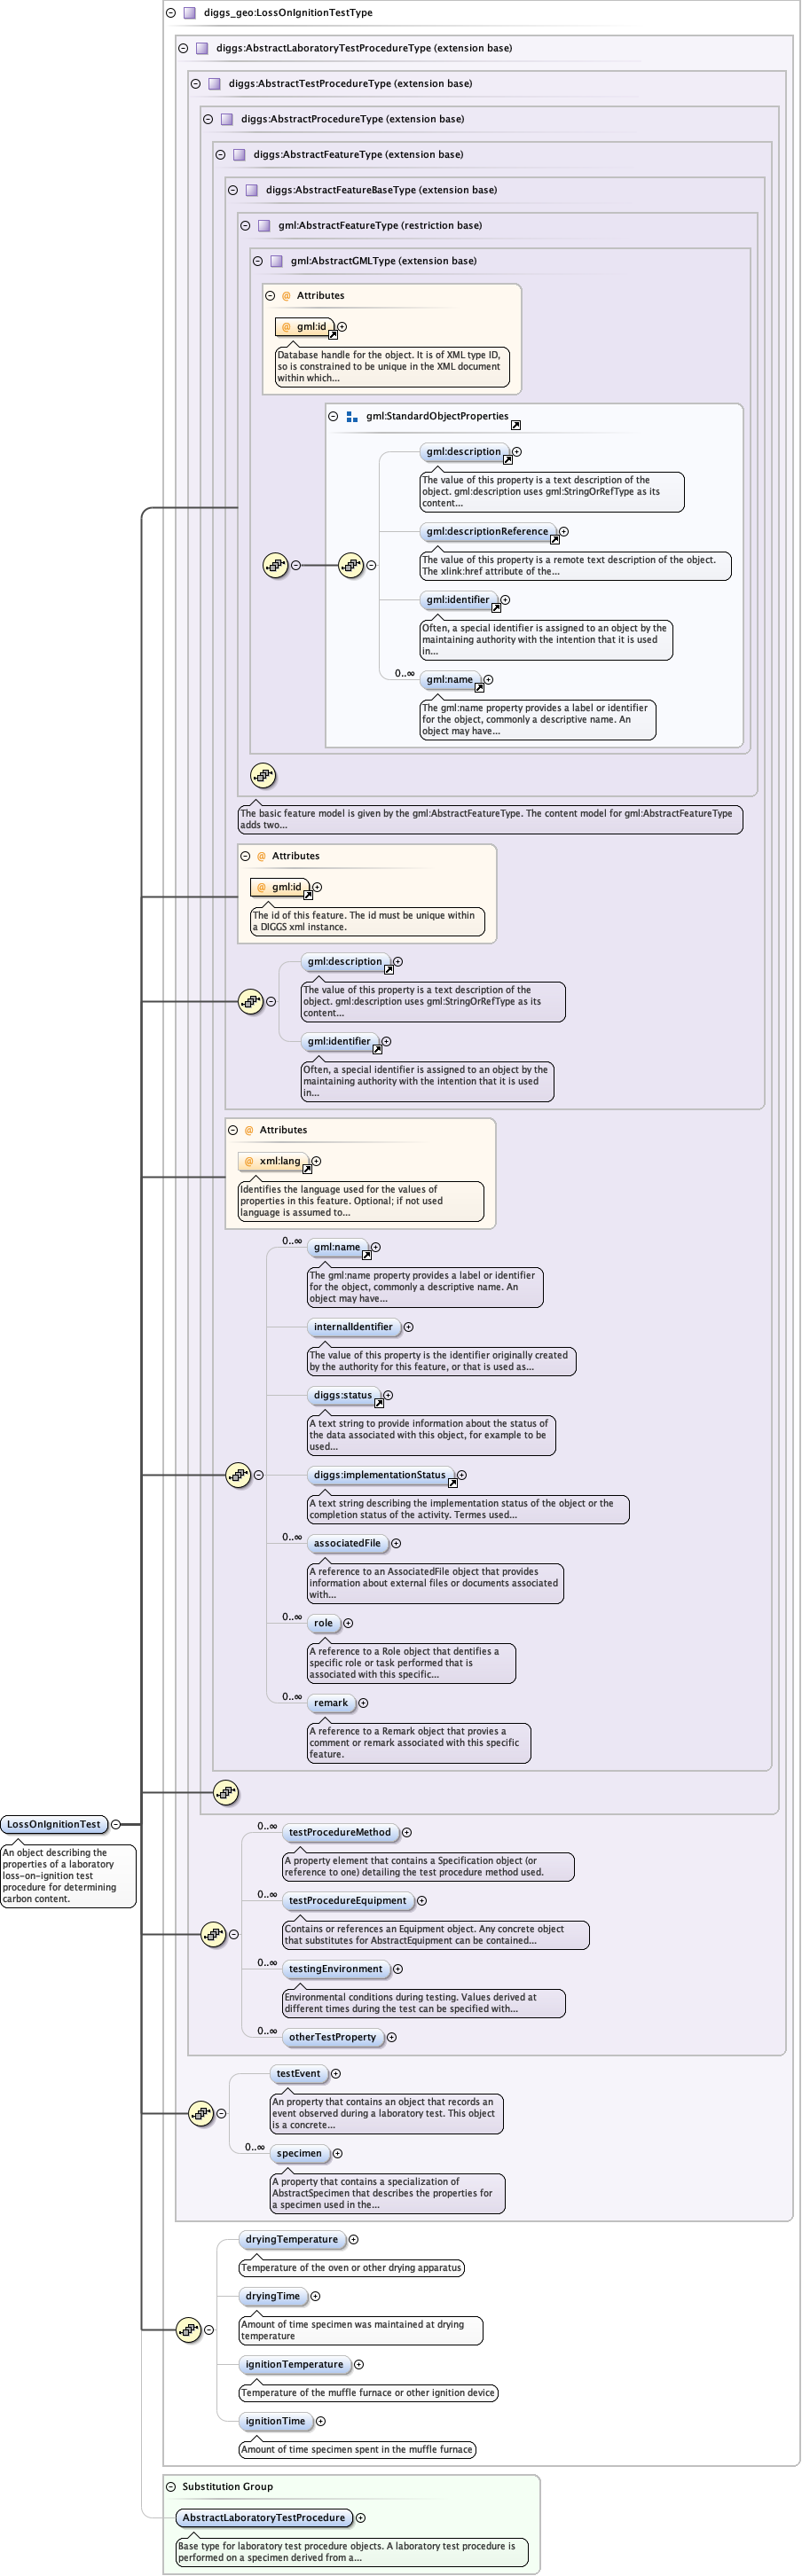 diggs_geo:LossOnIgnitionTestType
diggs:AbstractLaboratoryTestProcedureType (extension base)
diggs:AbstractTestProcedureType (extension base)
diggs:AbstractProcedureType (extension base)
diggs:AbstractFeatureType (extension base)
diggs:AbstractFeatureBaseType (extension base)
gml:AbstractFeatureType (restriction base)
gml:AbstractGMLType (extension base)
@ Attributes
@ gml:id
Database handle for the object. It is of XML type ID,
so is constrained to be unique in the XML document
within which...
gml:StandardObjectProperties
gml:description
The value of this property is a text description of the
object. gml:description uses gml:StringOrRefType as its
content...
gml:descriptionReference
The value of this property is a remote text description of the object.
The xlink:href attribute of the...
gml:identifier
Often, a special identifier is assigned to an object by the
maintaining authority with the intention that it is used
in...
0..∞
gml:name
The gml:name property provides a label or identifier
for the object, commonly a descriptive name. An
object may have...
The basic feature model is given by the gml:AbstractFeatureType. The content model for gml:AbstractFeatureType
adds two...
@ Attributes
@ gml:id
The id of this feature. The id must be unique within
a DIGGS xml instance.
gml:description
The value of this property is a text description of the
object. gml:description uses gml:StringOrRefType as its
content...
gml:identifier
Often, a special identifier is assigned to an object by the
maintaining authority with the intention that it is used
in...
@ Attributes
@ xml:lang
Identifies the language used for the values of
properties in this feature. Optional; if not used
language is assumed to...
0..∞
gml:name
The gml:name property provides a label or identifier
for the object, commonly a descriptive name. An
object may have...
internalIdentifier
The value of this property is the identifier originally created
by the authority for this feature, or that is used as...
diggs:status
A text string to provide information about the status of
the data associated with this object, for example to be
used...
diggs:implementationStatus
A text string describing the implementation status of the object or the
completion status of the activity. Termes used...
0..∞
associatedFile
A reference to an AssociatedFile object that provides
information about external files or documents associated
with...
0..∞
role
A reference to a Role object that dentifies a
specific role or task performed that is
associated with this specific...
0..∞
remark
A reference to a Remark object that provies a
comment or remark associated with this specific
feature.
LossOnIgnitionTest
An object describing the
properties of a laboratory
loss-on-ignition test
procedure for determining
carbon content.
0..∞
testProcedureMethod
A property element that contains a Specification object (or
reference to one) detailing the test procedure method used.
0..∞
testProcedureEquipment
Contains or references an Equipment object. Any concrete object
that substitutes for AbstractEquipment can be contained...
0..∞
testingEnvironment
Environmental conditions during testing. Values derived at
different times during the test can be specified with...
0..∞
otherTestProperty
testEvent
An property that contains an object that records an
event observed during a laboratory test. This object
is a concrete...
0..∞
specimen
A property that contains a specialization of
AbstractSpecimen that describes the properties for
a specimen used in the...
dryingTemperature
Temperature of the oven or other drying apparatus
dryingTime
Amount of time specimen was maintained at drying
temperature
ignitionTemperature
Temperature of the muffle furnace or other ignition device
ignitionTime
Amount of time specimen spent in the muffle furnace
Substitution Group
AbstractLaboratoryTestProcedure
Base type for laboratory test procedure objects. A laboratory test procedure is
performed on a specimen derived from a...